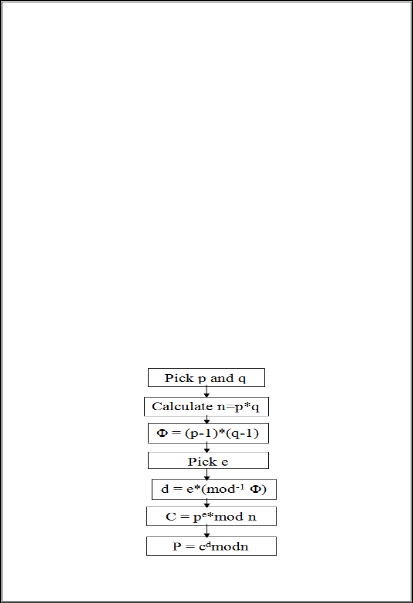 Pick p and q
Calculate n=p*q
Φ = (p-1)*(q-1)
Pick e
d = e*(mod⁻¹ Φ)
C = pᵉ*mod n
P = cᵈmodn